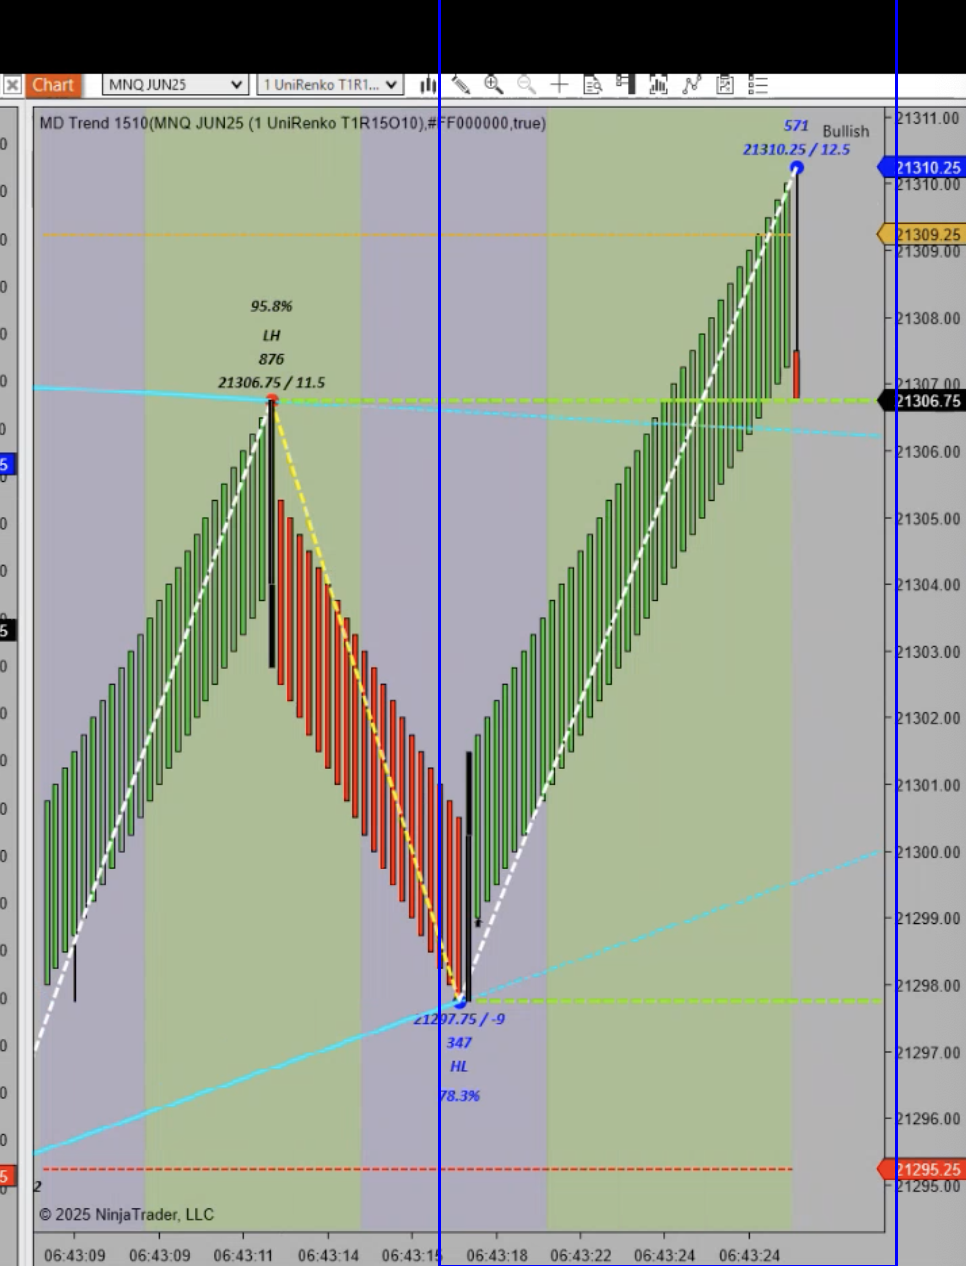 Chart MNQ JUN25 1 UniRenko T1R1...
MD Trend 1510(MNQ JUN25 (1 UniRenko T1R15O10),#FF000000,true)
571
Bullish
21310.25 / 12.5
95.8%
LH
876
21306.75 / 11.5
21297.75 / -9
347
HL
78.3%
21311.00
21310.25
21310.00
21309.25
21309.00
21308.00
21307.00
21306.75
21306.00
21305.00
21304.00
21303.00
21302.00
21301.00
21300.00
21299.00
21298.00
21297.00
21296.00
21295.25
21295.00
2
© 2025 NinjaTrader, LLC
06:43:09 06:43:09 06:43:11 06:43:14 06:43:15 06:43:18 06:43:22 06:43:24 06:43:24